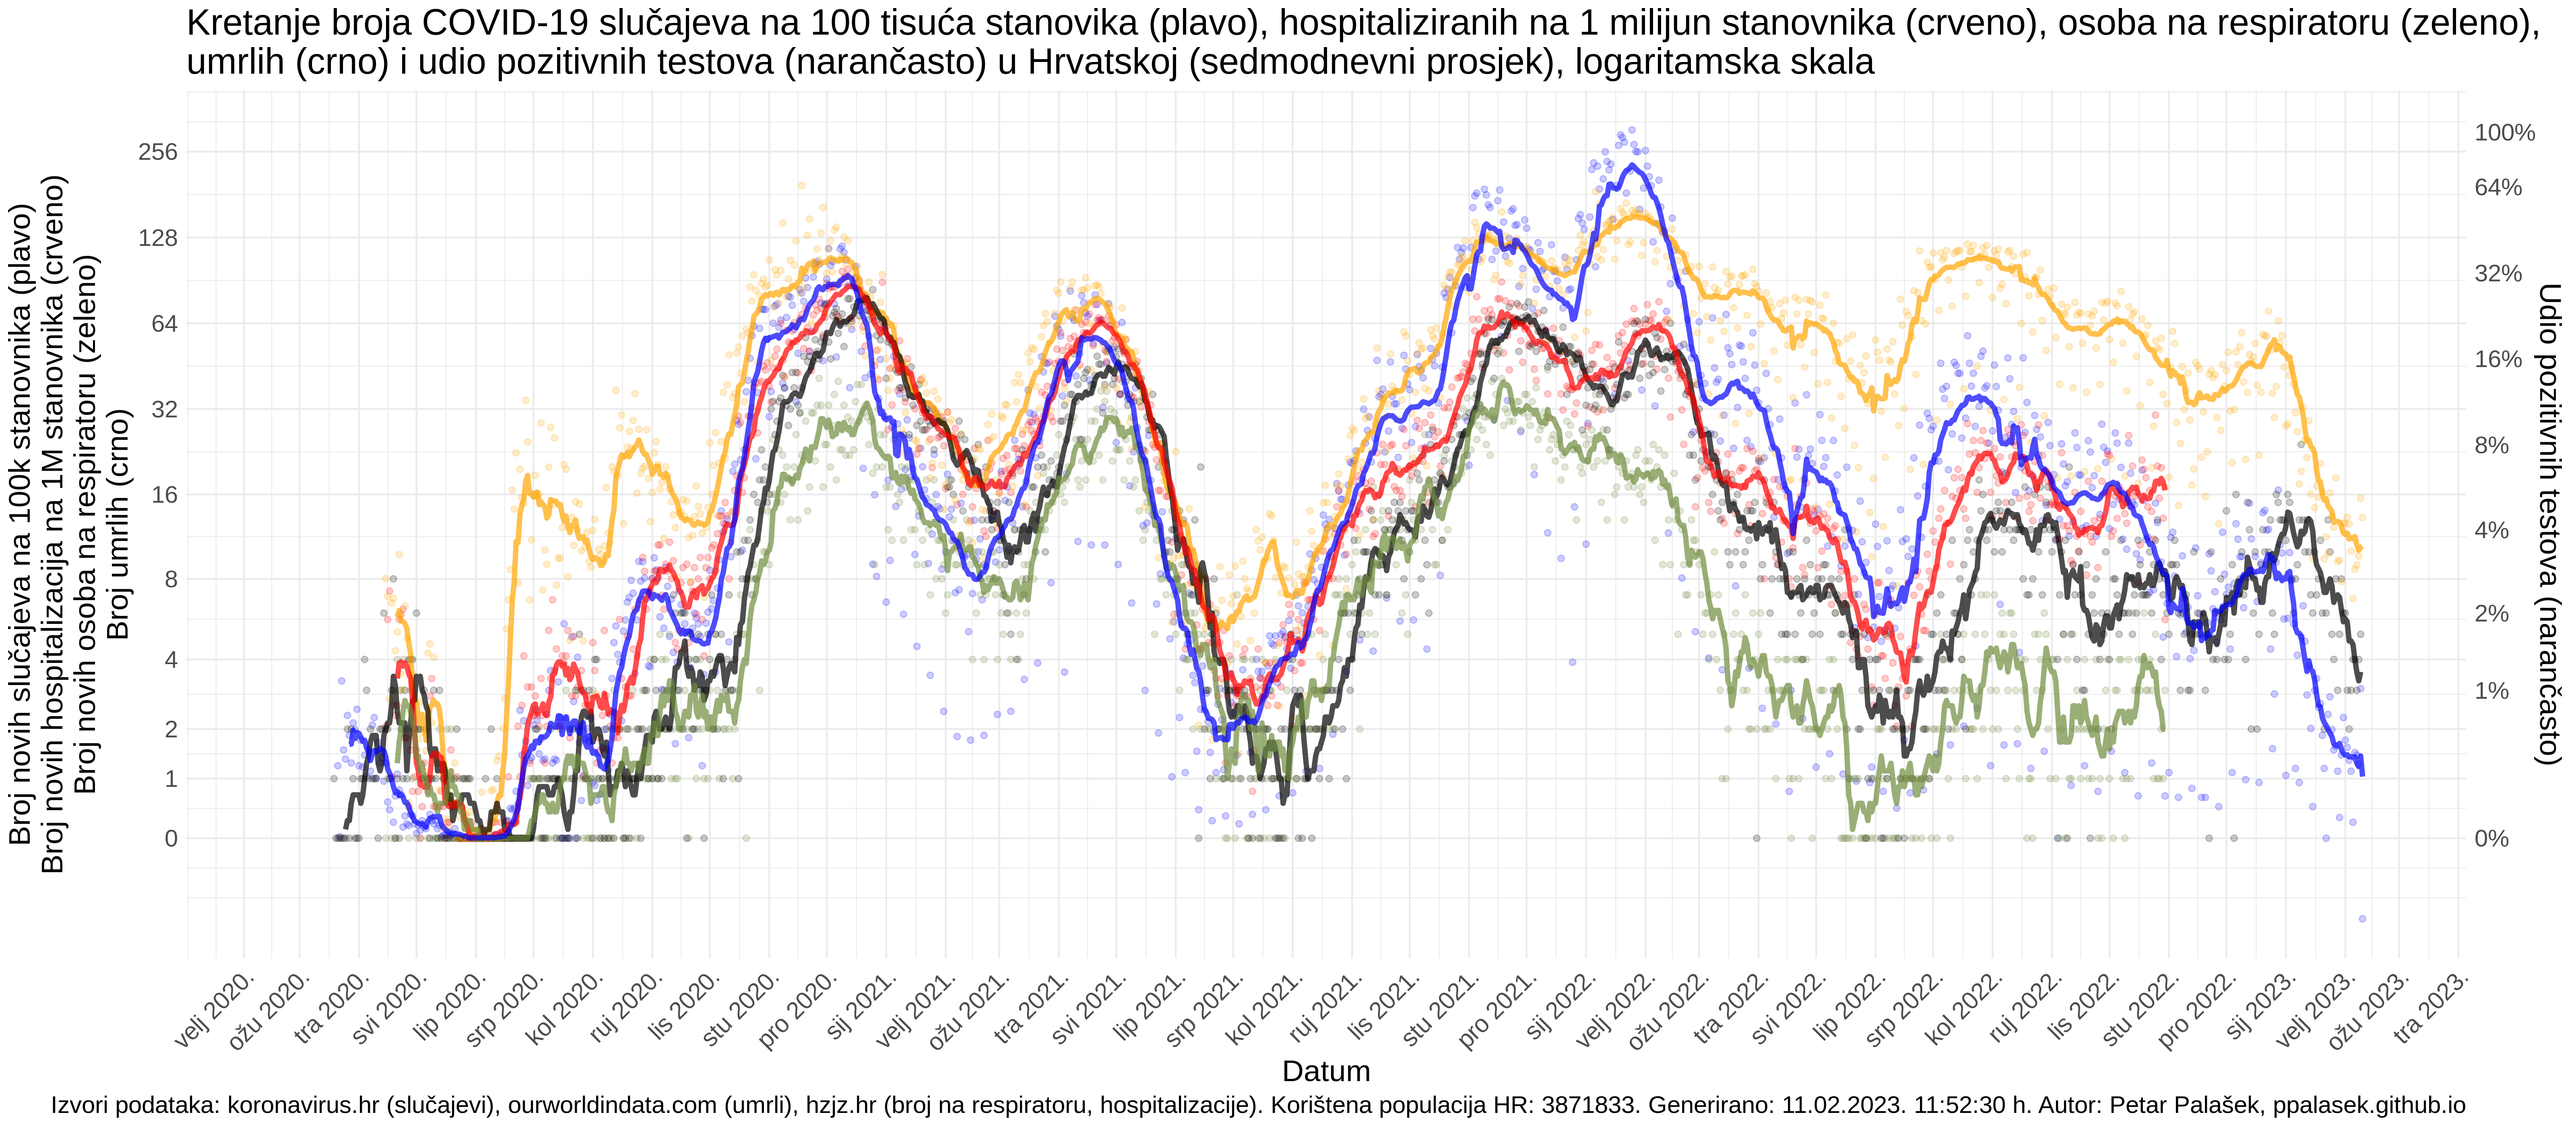 Kretanje broja COVID-19 slučajeva na 100 tisuća stanovika (plavo), hospitaliziranih na 1 milijun stanovnika (crveno), osoba na respiratoru (zeleno),
umrlih (crno) i udio pozitivnih testova (narančasto) u Hrvatskoj (sedmodnevni prosjek), logaritamska skala
Broj novih slučajeva na 100k stanovnika (plavo)
Broj novih hospitalizacija na 1M stanovnika (crveno)
Broj novih osoba na respiratoru (zeleno)
Broj umrlih (crno)
256
128
64
32
16
8
4
2
1
0
100%
64%
32%
16%
8%
4%
2%
1%
0%
Udio pozitivnih testova (narančasto)
velj 2020.
ožu 2020.
tra 2020.
svi 2020.
lip 2020.
srp 2020.
kol 2020.
ruj 2020.
lis 2020.
stu 2020.
pro 2020.
sij 2021.
velj 2021.
ožu 2021.
tra 2021.
svi 2021.
lip 2021.
srp 2021.
kol 2021.
ruj 2021.
lis 2021.
stu 2021.
pro 2021.
sij 2022.
velj 2022.
ožu 2022.
tra 2022.
svi 2022.
lip 2022.
srp 2022.
kol 2022.
ruj 2022.
lis 2022.
stu 2022.
pro 2022.
sij 2023.
velj 2023.
ožu 2023.
tra 2023.
Datum
Izvori podataka: koronavirus.hr (slučajevi), ourworldindata.com (umrli), hzjz.hr (broj na respiratoru, hospitalizacije). Korištena populacija HR: 3871833. Generirano: 11.02.2023. 11:52:30 h. Autor: Petar Palašek, ppalasek.github.io